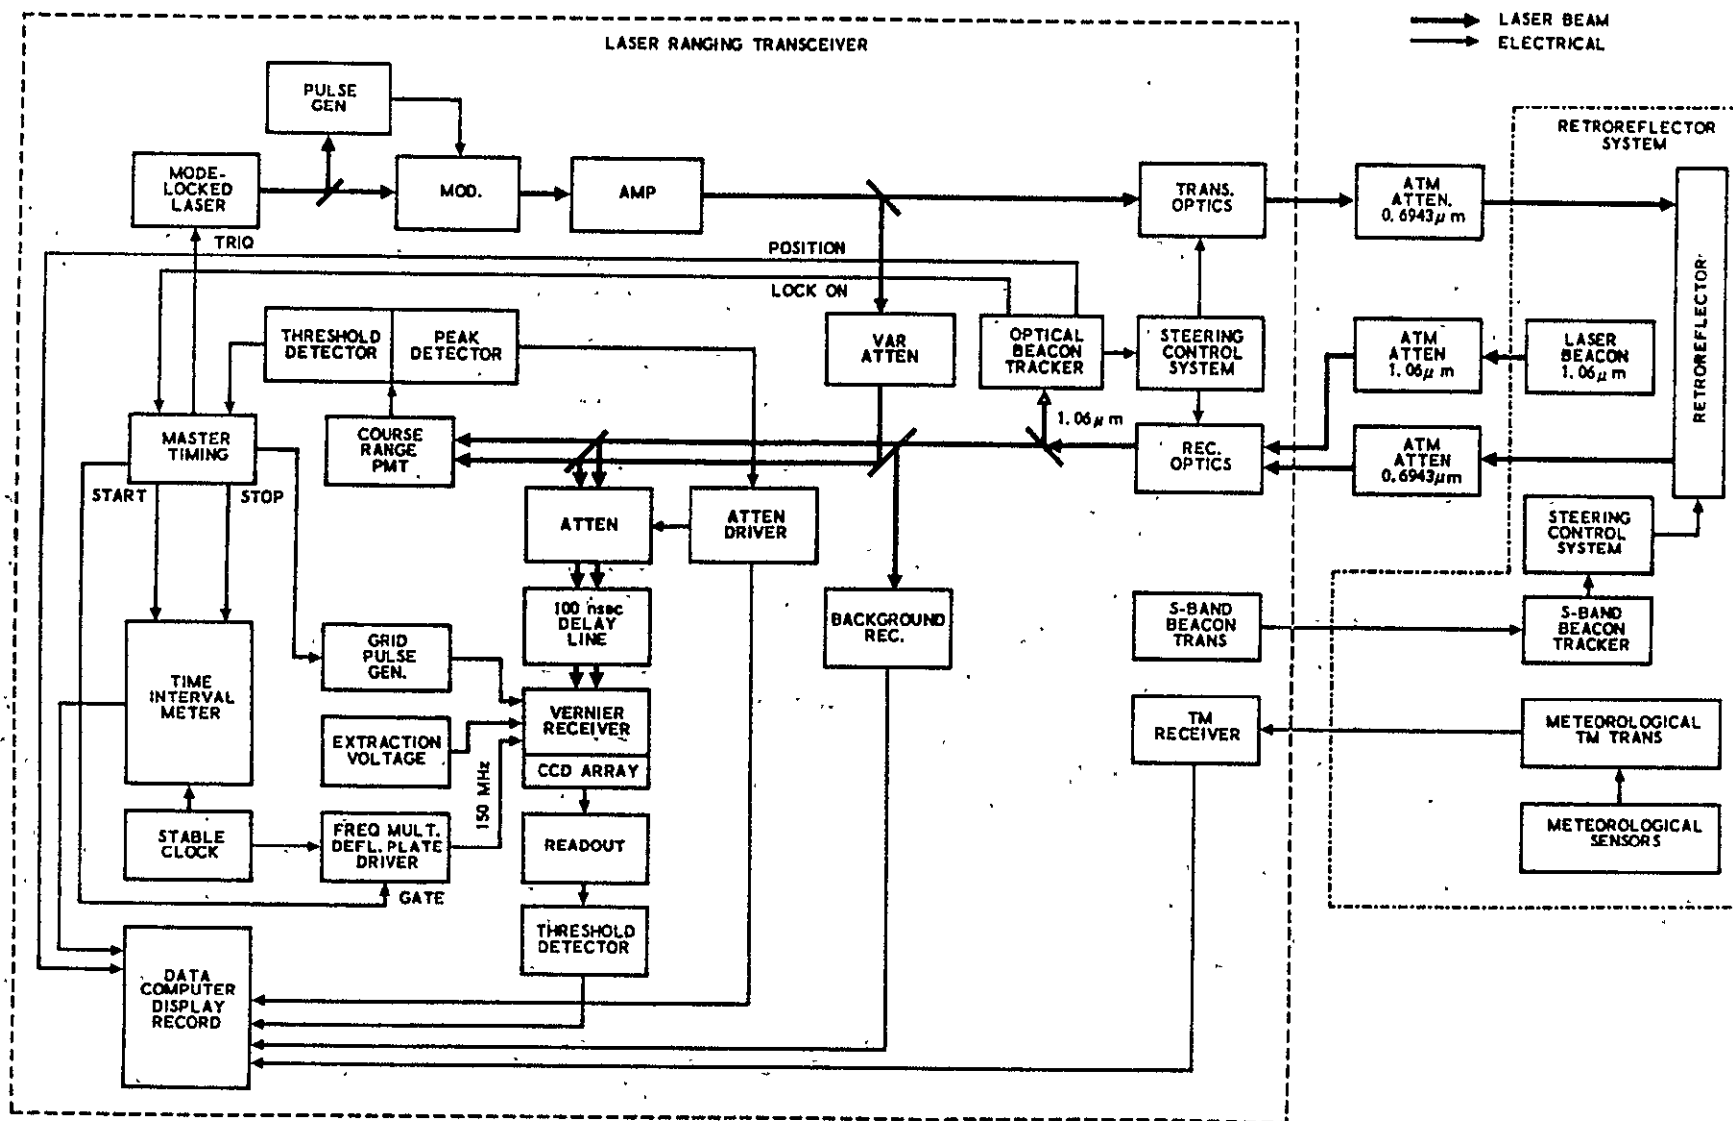 LASER BEAM
ELECTRICAL
LASER RANGING TRANSCEIVER
RETROREFLECTOR
SYSTEM
PULSE
GEN
MODE-
LOCKED
LASER
MOD.
AMP
TRANS.
OPTICS
ATM
ATTEN.
0.6943μm
RETROREFLECTOR
TRIQ
POSITION
LOCK ON
THRESHOLD
DETECTOR
PEAK
DETECTOR
VAR
ATTEN
OPTICAL
BEACON
TRACKER
STEERING
CONTROL
SYSTEM
ATM
ATTEN
1.06μm
LASER
BEACON
1.06μm
1.06μm
MASTER
TIMING
COURSE
RANGE
PMT
REC.
OPTICS
ATM
ATTEN
0.6943μm
START
STOP
ATTEN
ATTEN
DRIVER
STEERING
CONTROL
SYSTEM
100 nsec
DELAY
LINE
BACKGROUND
REC.
S-BAND
BEACON
TRANS
S-BAND
BEACON
TRACKER
TIME
INTERVAL
METER
GRID
PULSE
GEN.
VERNIER
RECEIVER
EXTRACTION
VOLTAGE
CCD ARRAY
TM
RECEIVER
METEOROLOGICAL
TM TRANS
150 MHz
STABLE
CLOCK
FREQ MULT.
DEFL. PLATE
DRIVER
READOUT
METEOROLOGICAL
SENSORS
GATE
THRESHOLD
DETECTOR
DATA
COMPUTER
DISPLAY
RECORD